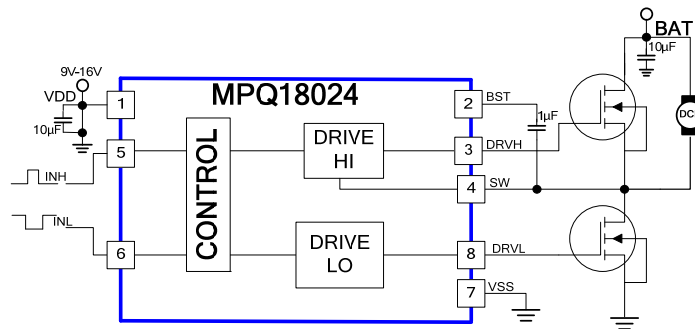 BAT
10µF
9V-16V
MPQ18024
VDD
1
2
BST
10µF
1µF
DRIVE
HI
DCM
5
3
DRVH
INH
CONTROL
4
SW
INL
DRIVE
LO
6
8
DRVL
7
VSS